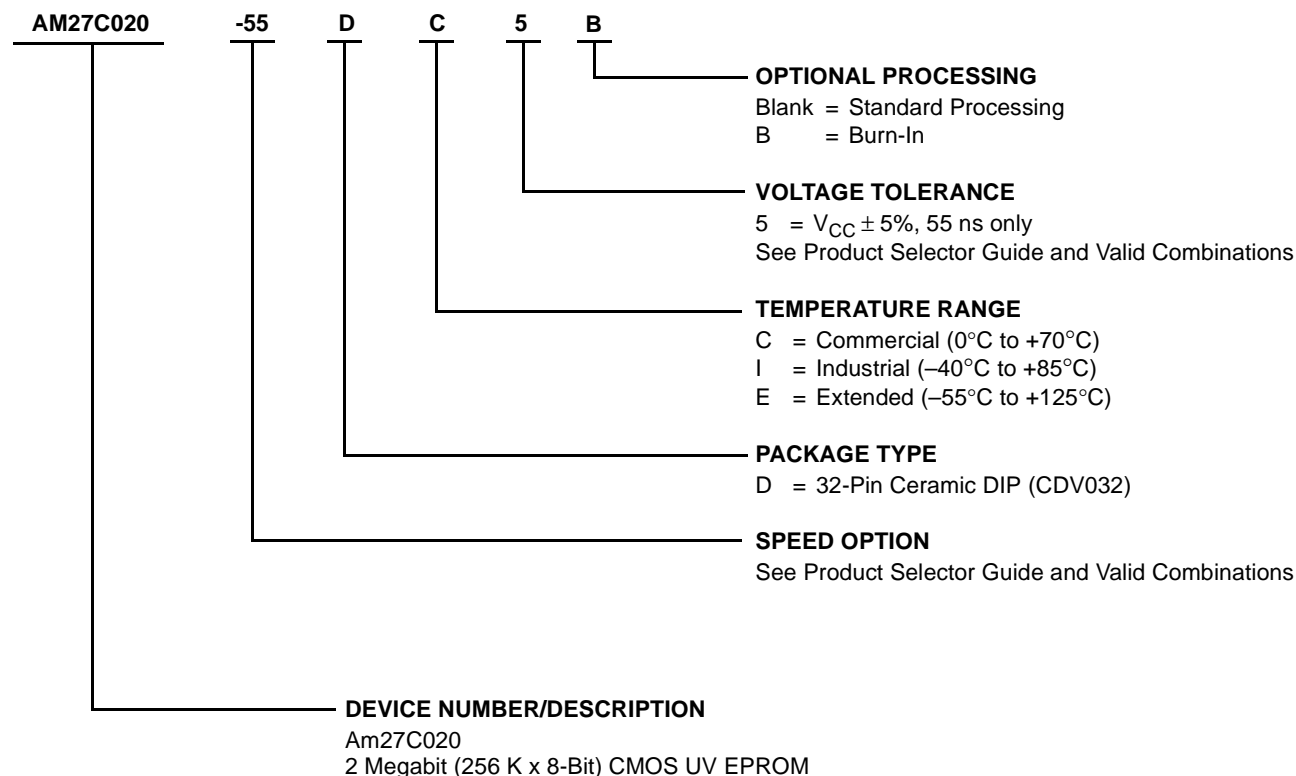 AM27C020 -55 D C 5 B
OPTIONAL PROCESSING
Blank = Standard Processing
B = Burn-In
VOLTAGE TOLERANCE
5 = VCC ± 5%, 55 ns only
See Product Selector Guide and Valid Combinations
TEMPERATURE RANGE
C = Commercial (0°C to +70°C)
I = Industrial (–40°C to +85°C)
E = Extended (–55°C to +125°C)
PACKAGE TYPE
D = 32-Pin Ceramic DIP (CDV032)
SPEED OPTION
See Product Selector Guide and Valid Combinations
DEVICE NUMBER/DESCRIPTION
Am27C020
2 Megabit (256 K x 8-Bit) CMOS UV EPROM